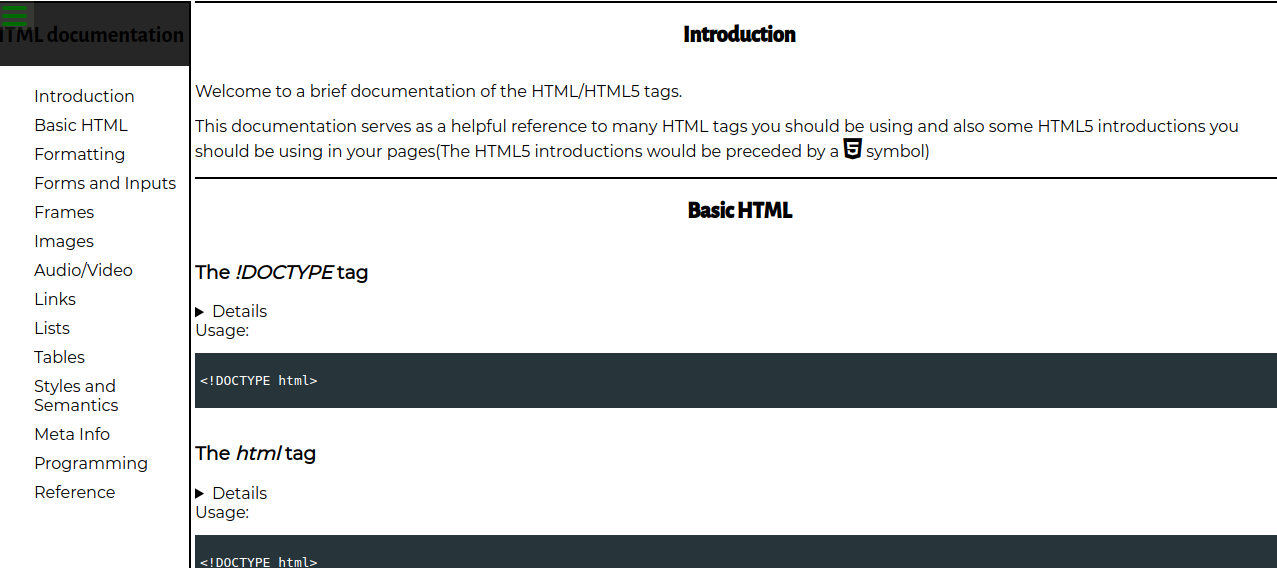 HTML documentation
Introduction
Basic HTML
Formatting
Forms and Inputs
Frames
Images
Audio/Video
Links
Lists
Tables
Styles and
Semantics
Meta Info
Programming
Reference
Introduction
Welcome to a brief documentation of the HTML/HTML5 tags.
This documentation serves as a helpful reference to many HTML tags you should be using and also some HTML5 introductions you
should be using in your pages(The HTML5 introductions would be preceded by a 5 symbol)
Basic HTML
The !DOCTYPE tag
Details
Usage:
<!DOCTYPE html>
The html tag
Details
Usage:
<!DOCTYPE html>